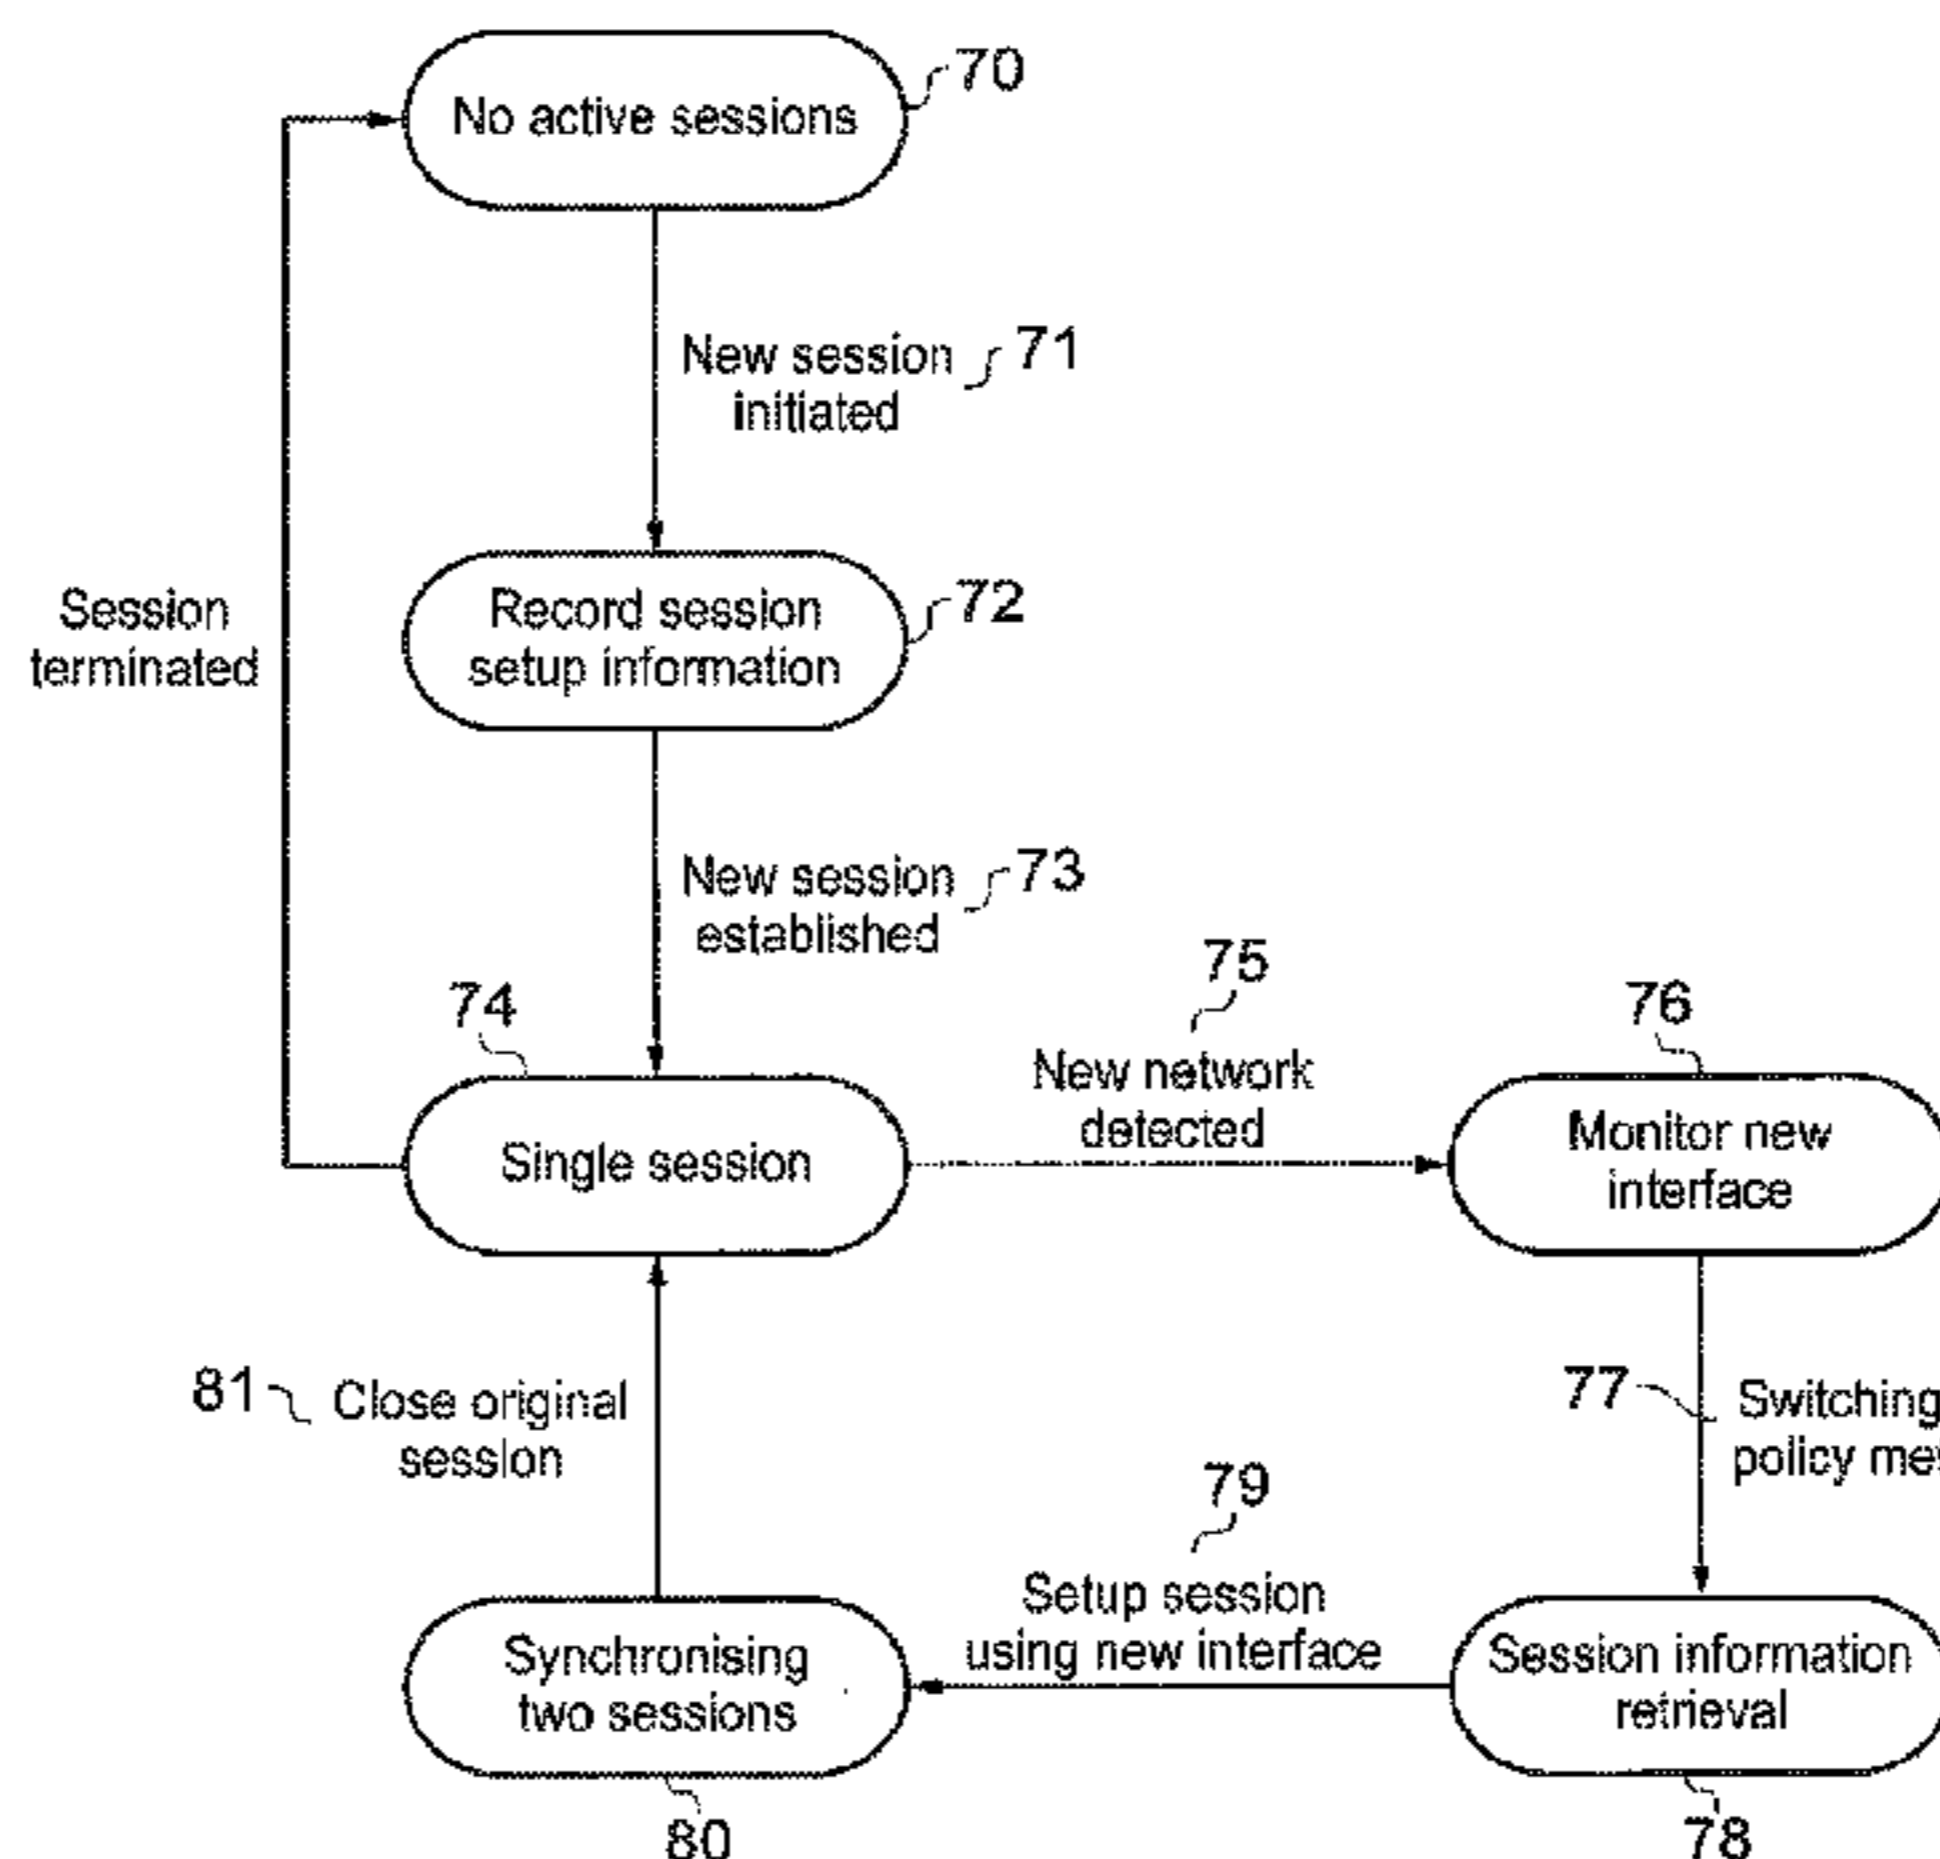 No active sessions
70
New session
initiated
71
Session
terminated
Record session
setup information
72
New session
established
73
74
Single session
75
New network
detected
76
Monitor new
interface
81
Close original
session
77
Switching
policy
79
Setup session
using new interface
Synchronising
two sessions
80
Session information
retrieval
78